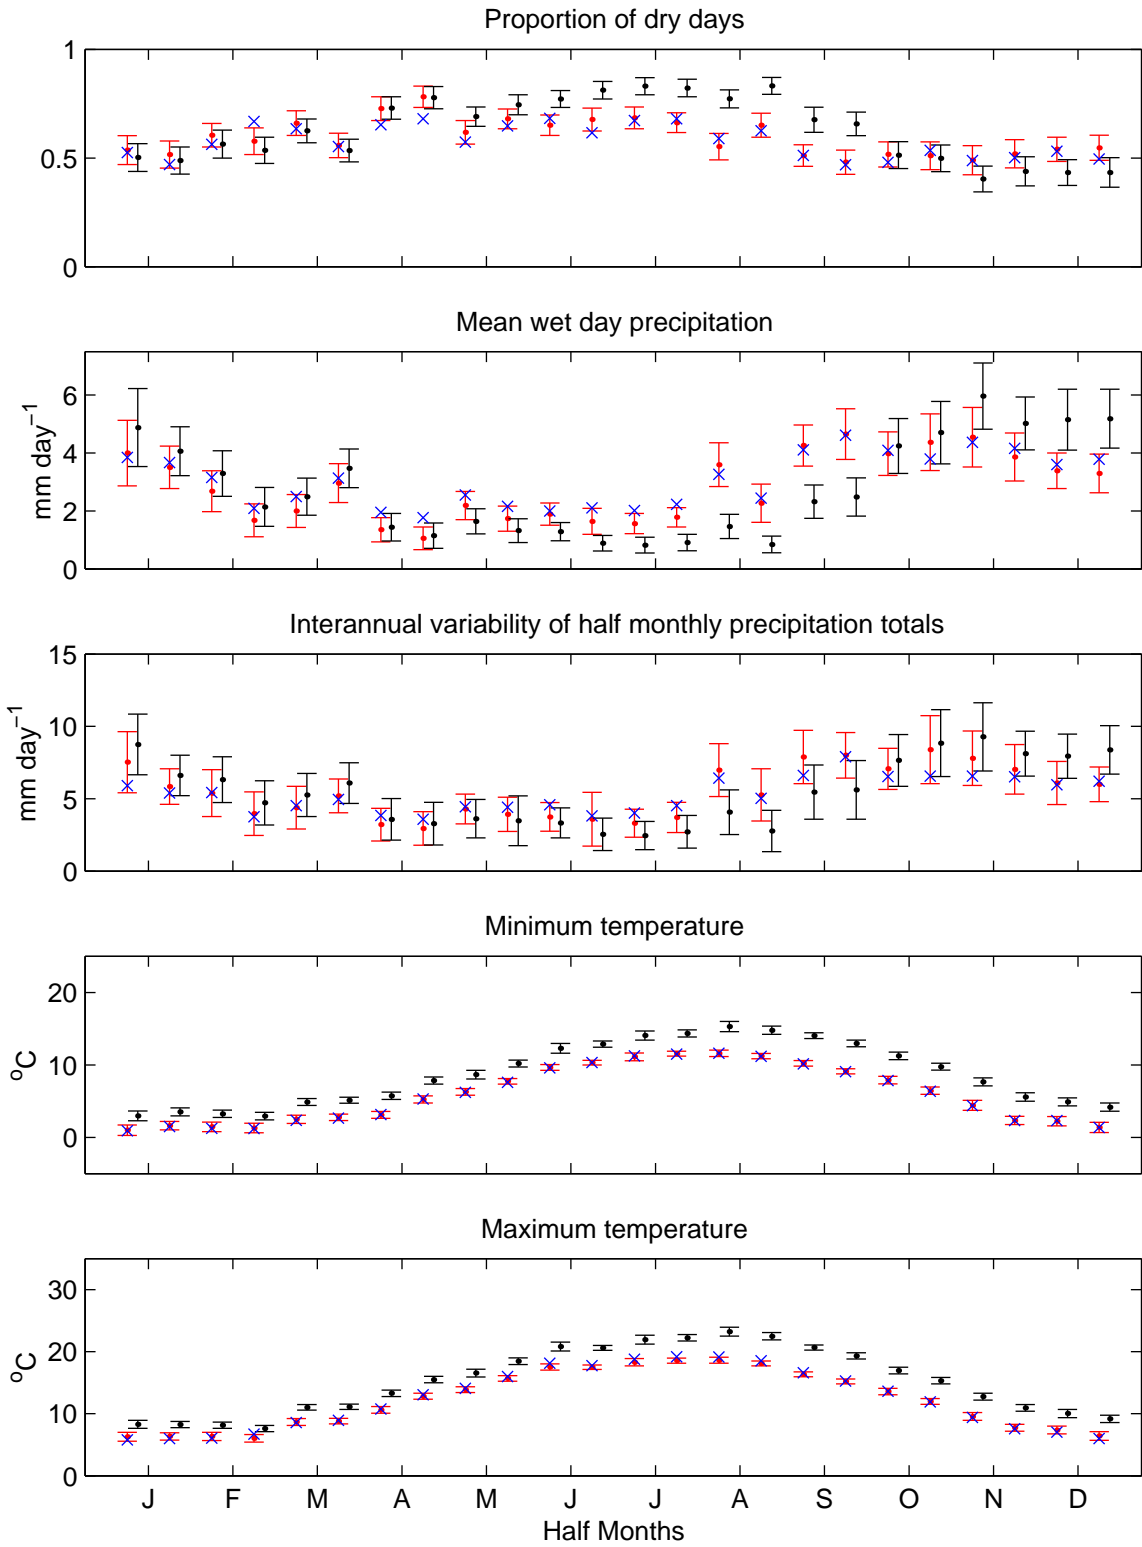 Proportion of dry days
1
0.5
0
Mean wet day precipitation
mm day⁻¹
6
4
2
0
Interannual variability of half monthly precipitation totals
mm day⁻¹
15
10
5
0
Minimum temperature
°C
20
10
0
Maximum temperature
°C
30
20
10
0
J F M A M J J A S O N D
Half Months